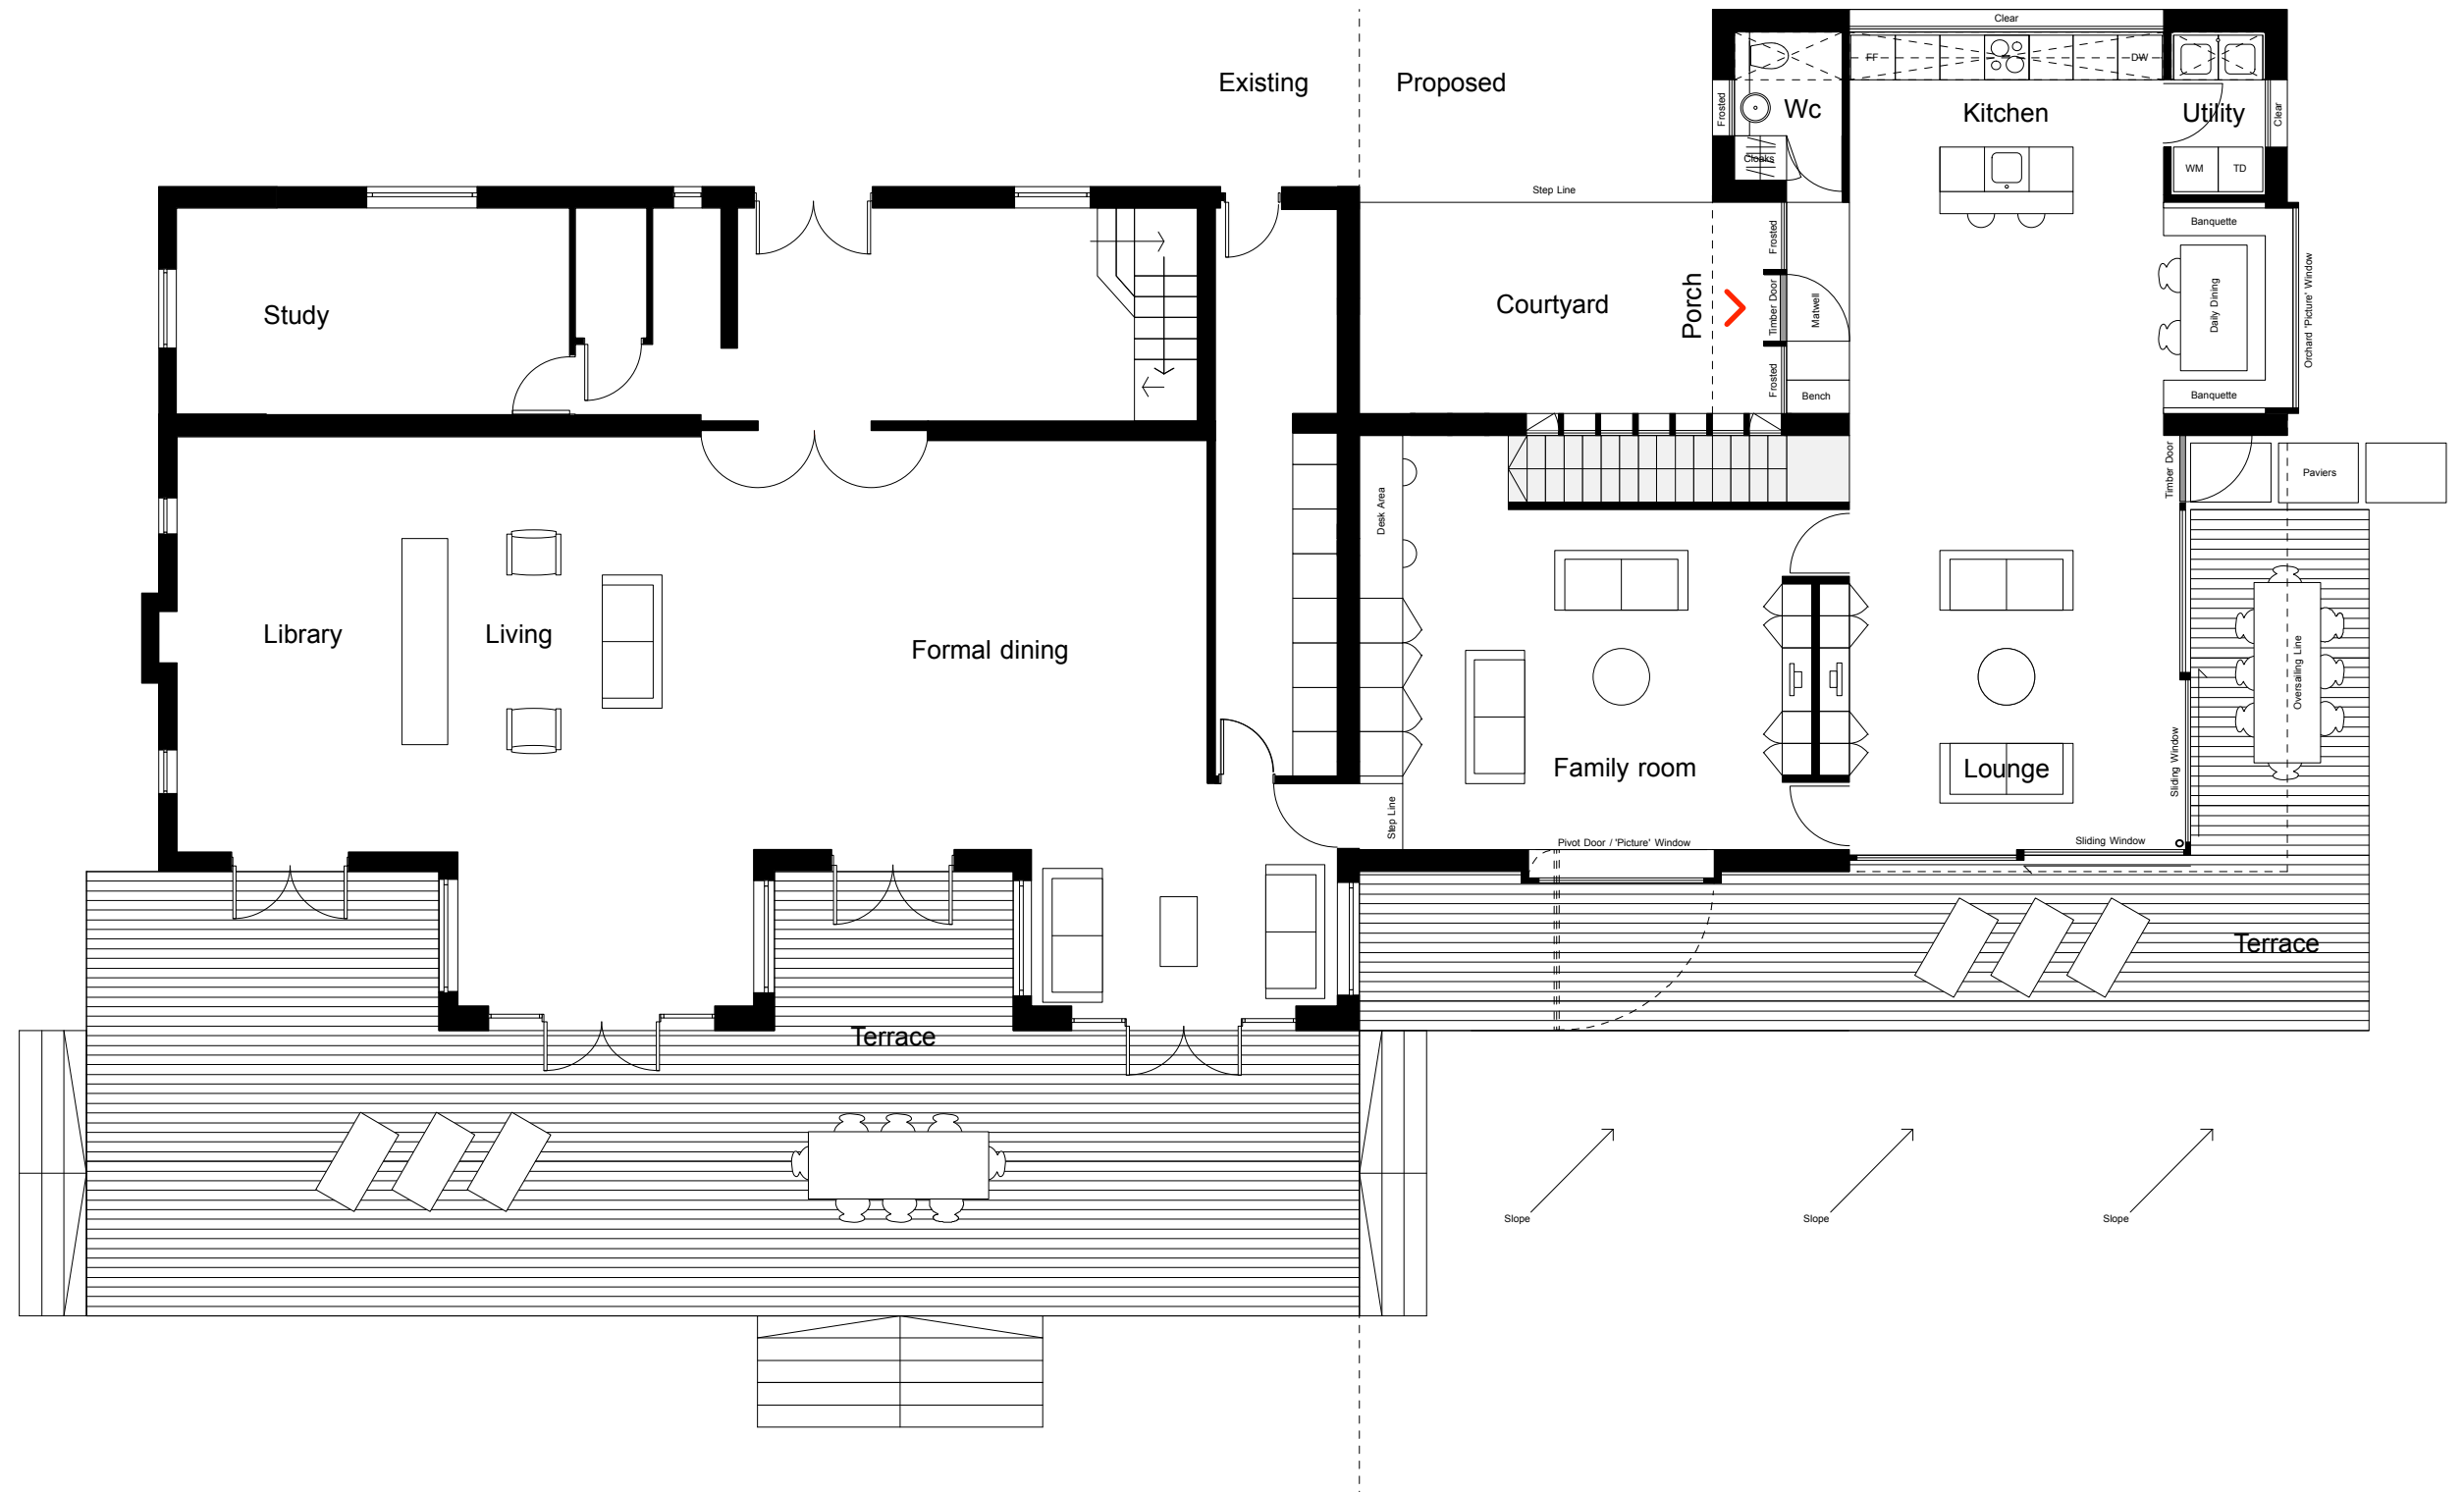 Clear
Existing
Proposed
FF
DW
Frosted
Wc
Kitchen
Utility
Clear
Cloaks
WM
TD
Step Line
Banquette
Frosted
Study
Courtyard
Porch
Timber Door
Matwell
Daily Dining
Orchard 'Picture' Window
Frosted
Bench
Banquette
Timber Door
Paviers
Desk Area
Library
Living
Formal dining
Oversailing Line
Family room
Lounge
Sliding Window
Step Line
Pivot Door / 'Picture' Window
Sliding Window
Terrace
Terrace
Slope
Slope
Slope